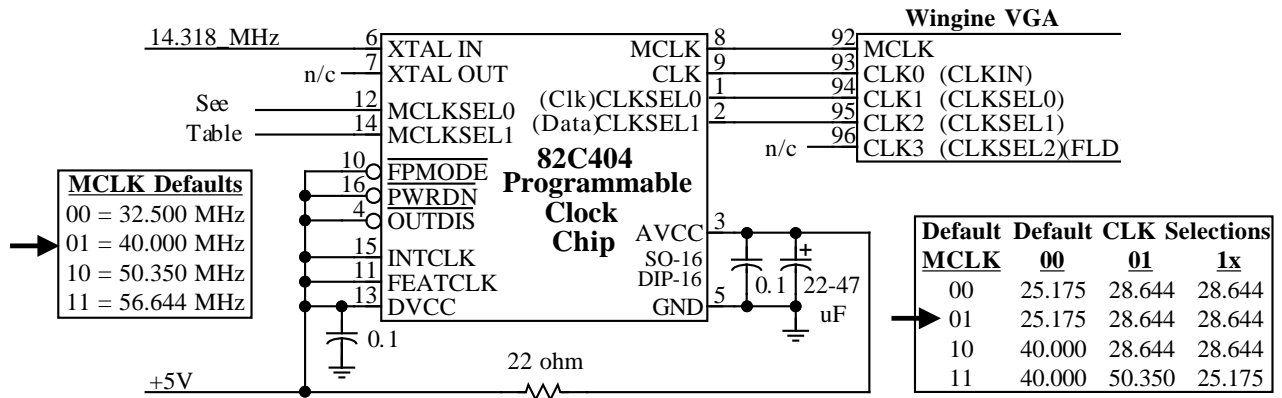 Wingine VGA
14.318_MHz 6 XTAL IN
n/c 7 XTAL OUT
See 12 MCLKSEL0
Table 14 MCLKSEL1
10 FPMODE
16 PWRDN
4 OUTDIS
15 INTCLK
11 FEATCLK
13 DVCC
82C404
Programmable
Clock
Chip
MCLK 8
CLK 9
(Clk)CLKSEL0 1
(Data)CLKSEL1 2
AVCC 3
SO-16
DIP-16
GND 5
92 MCLK
93 CLK0 (CLKIN)
94 CLK1 (CLKSEL0)
95 CLK2 (CLKSEL1)
n/c 96 CLK3 (CLKSEL2)(FLD
MCLK Defaults
00 = 32.500 MHz
01 = 40.000 MHz
10 = 50.350 MHz
11 = 56.644 MHz
0.1
+5V
22 ohm
0.1
+
22-47
uF
Default Default CLK Selections
MCLK 00 01 1x
00 25.175 28.644 28.644
01 25.175 28.644 28.644
10 40.000 28.644 28.644
11 40.000 50.350 25.175